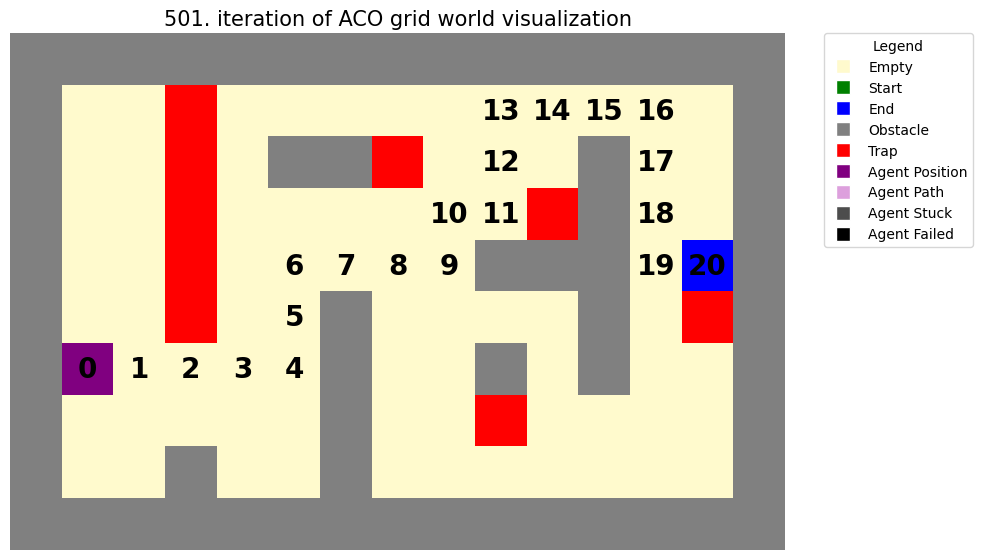 501. iteration of ACO grid world visualization
13 14 15 16
12 17
10 11 18
6 7 8 9 19 20
5
0 1 2 3 4
Legend
Empty
Start
End
Obstacle
Trap
Agent Position
Agent Path
Agent Stuck
Agent Failed